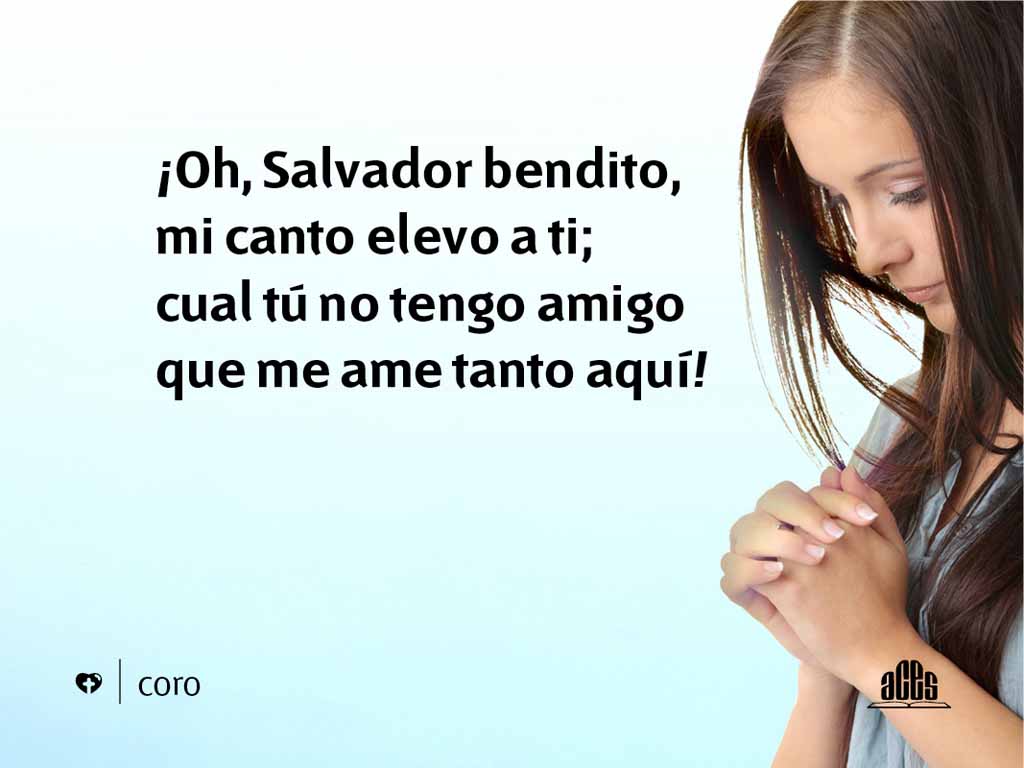 ¡Oh, Salvador bendito,
mi canto elevo a ti;
cual tú no tengo amigo
que me ame tanto aquí!
coro
aces